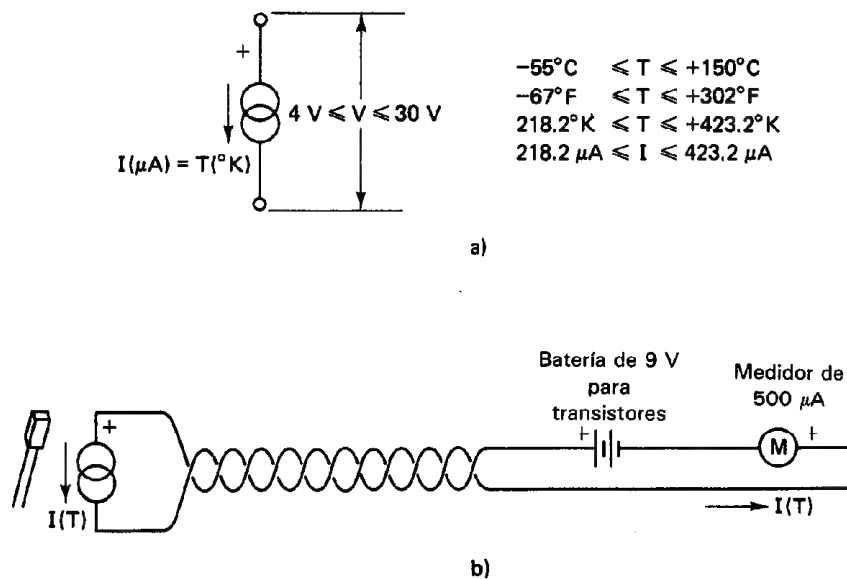 +
4 V ≤ V ≤ 30 V
I(μA) = T(°K)
−55°C ≤ T ≤ +150°C
−67°F ≤ T ≤ +302°F
218.2°K ≤ T ≤ +423.2°K
218.2 μA ≤ I ≤ 423.2 μA
a)
Batería de 9 V
para
transistores
+
Medidor de
500 μA
+
M
+
I(T)
I(T)
b)